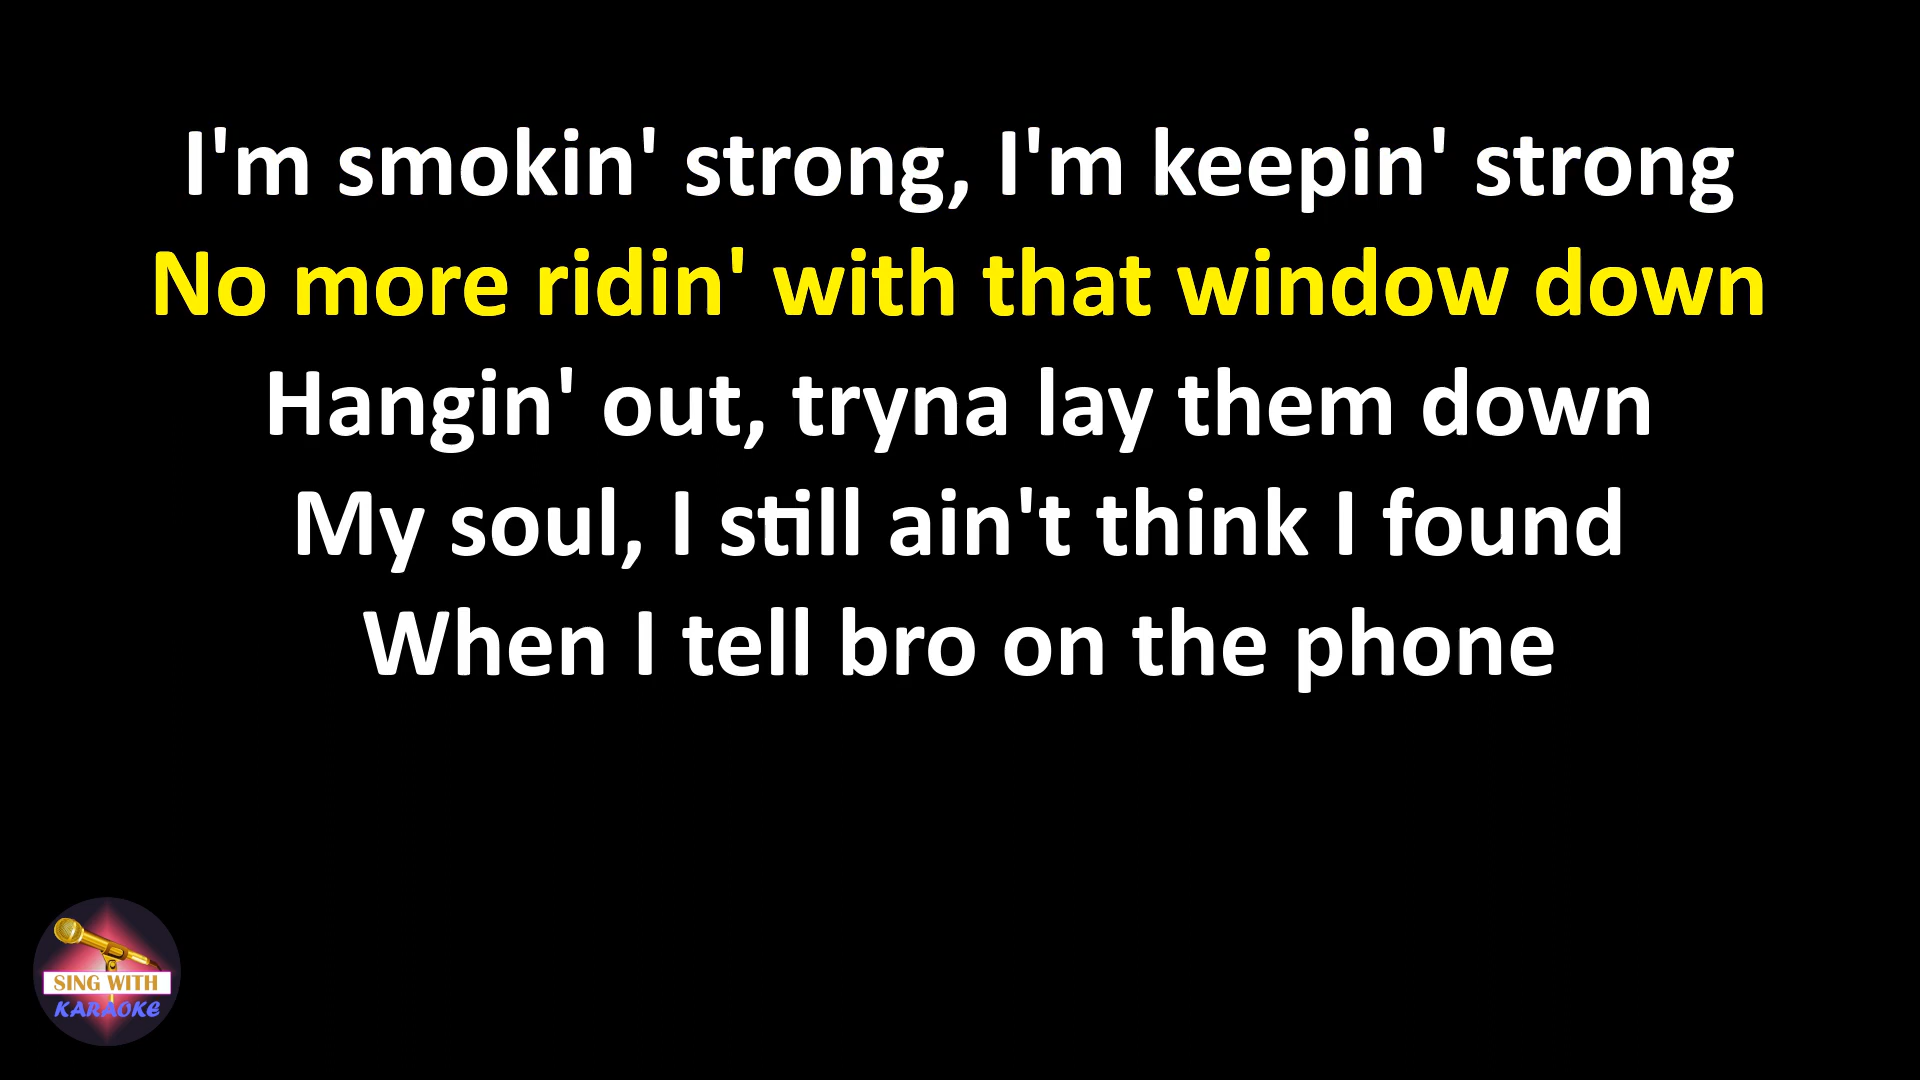 I'm smokin' strong, I'm keepin' strong
No more ridin' with that window down
Hangin' out, tryna lay them down
My soul, I still ain't think I found
When I tell bro on the phone
SING WITH
KARAOKE